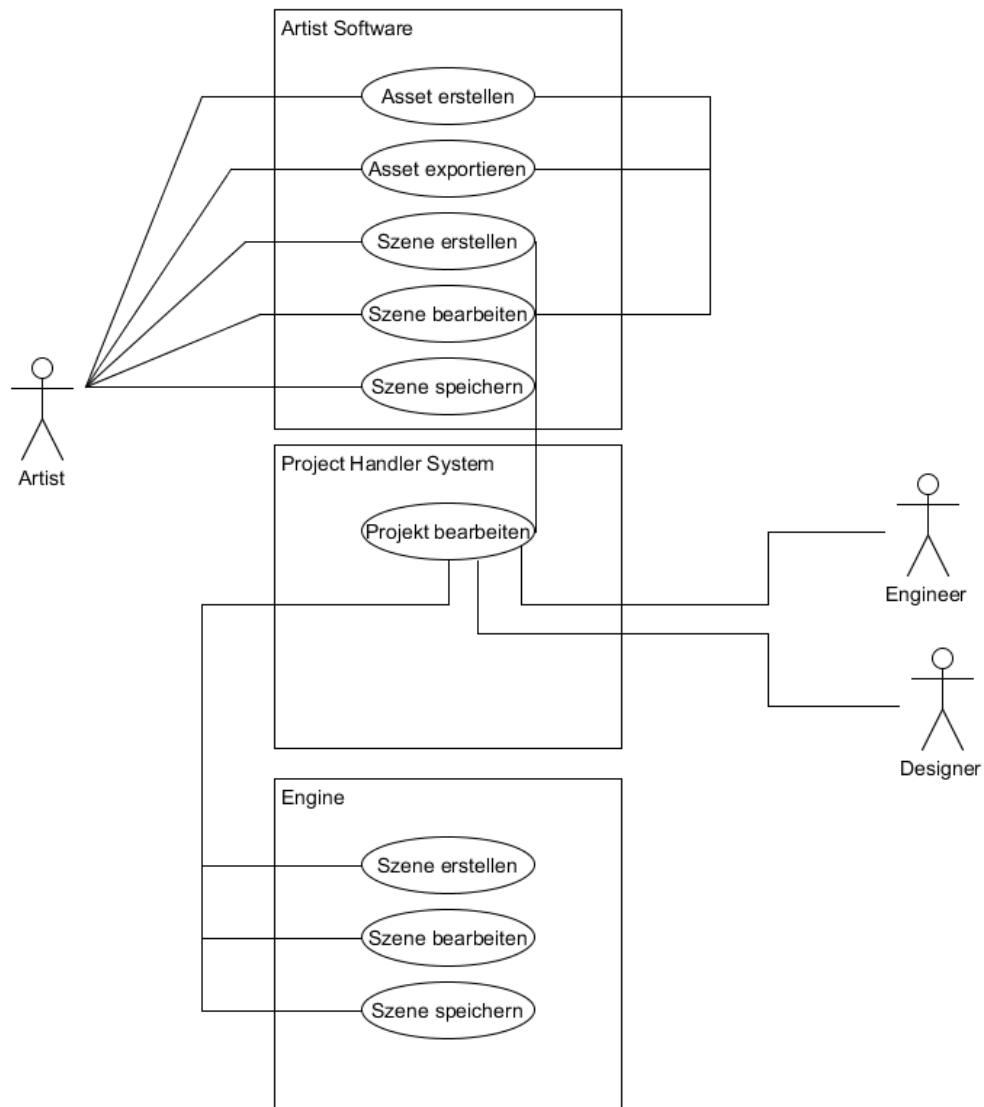 Artist Software
Asset erstellen
Asset exportieren
Szene erstellen
Szene bearbeiten
Szene speichern
Artist
Project Handler System
Projekt bearbeiten
Engineer
Designer
Engine
Szene erstellen
Szene bearbeiten
Szene speichern